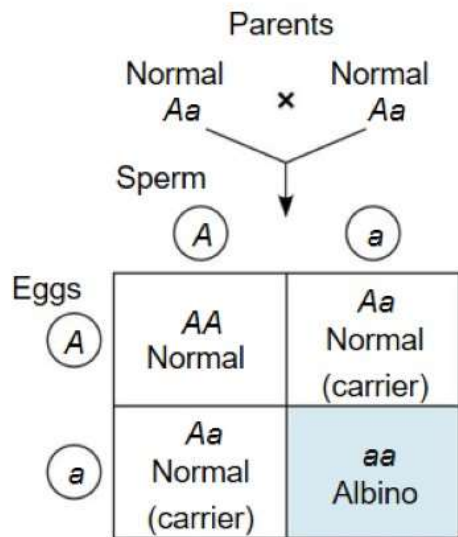 Parents
Normal Normal
Aa × Aa
Sperm
A a
Eggs
A
AA
Normal
Aa
Normal
(carrier)
a
Aa
Normal
(carrier)
aa
Albino